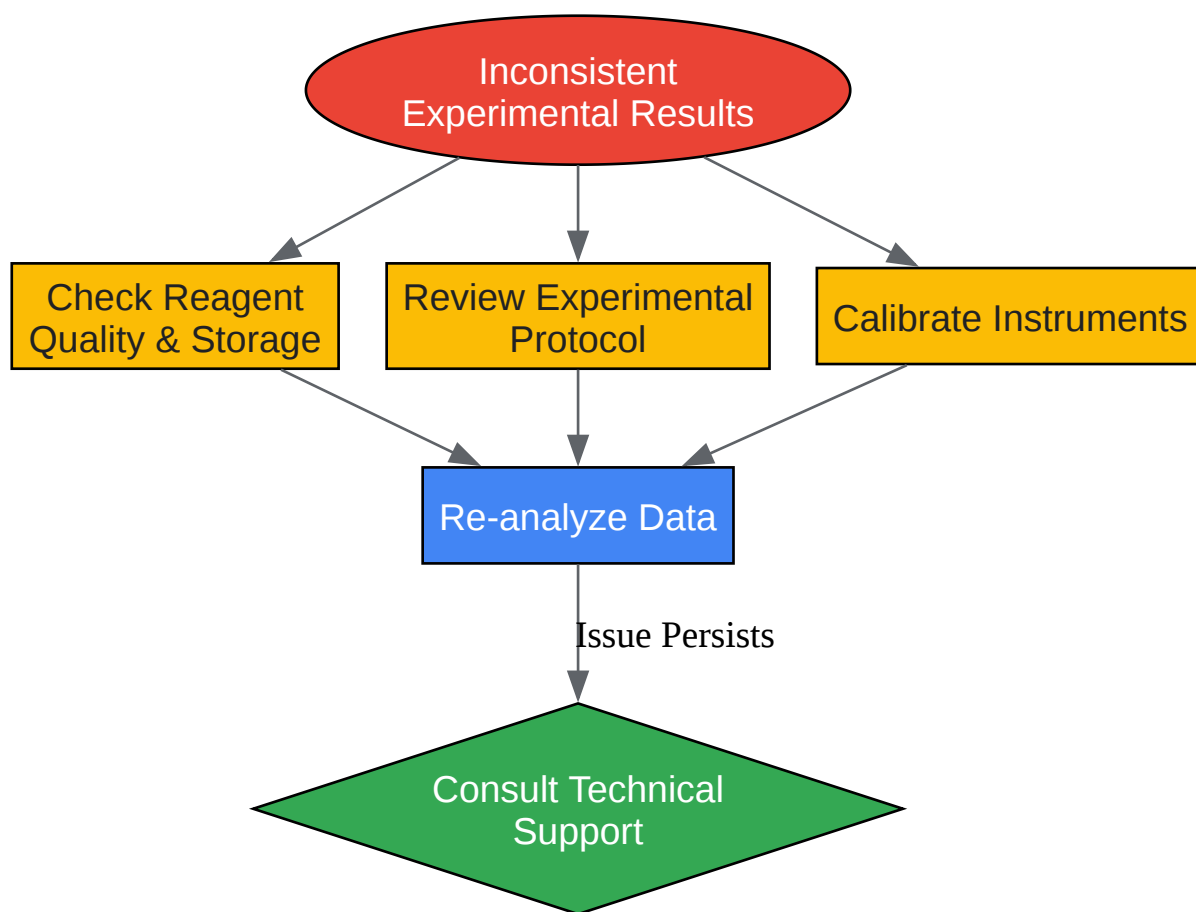 Inconsistent
Experimental Results
Check Reagent
Quality & Storage
Review Experimental
Protocol
Calibrate Instruments
Re-analyze Data
Issue Persists
Consult Technical
Support